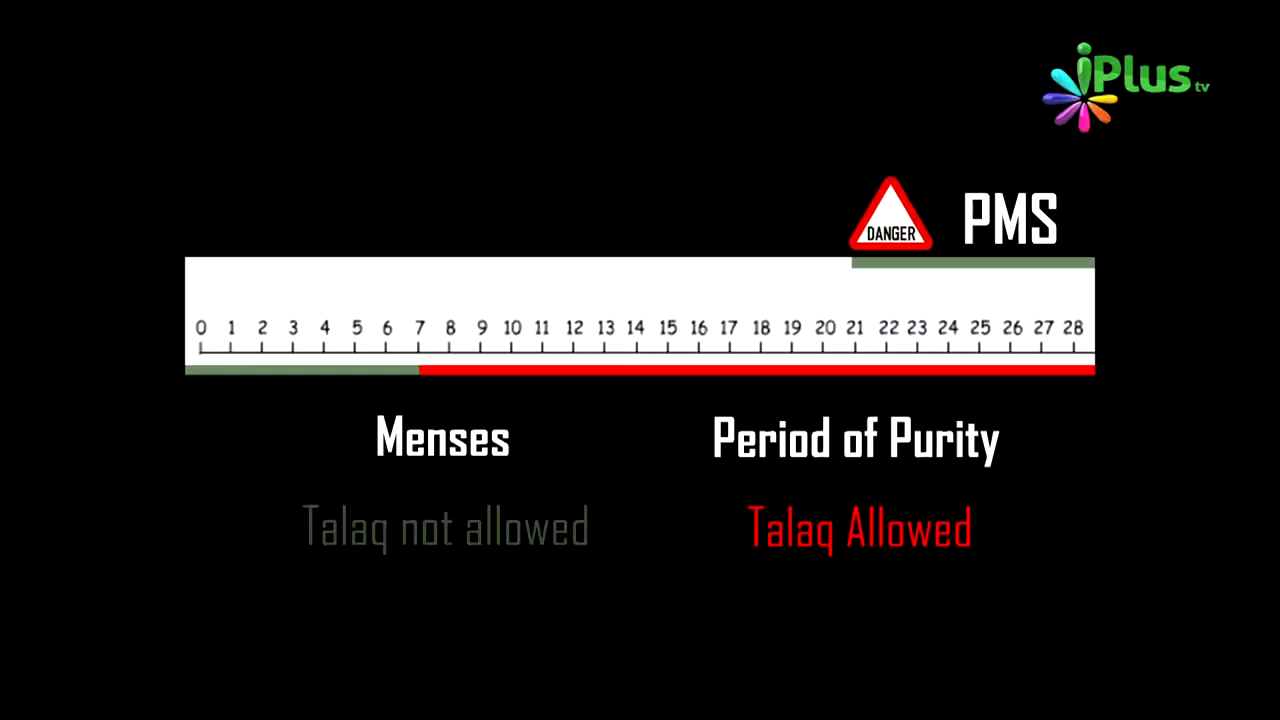 iPlus tv
PMS
DANGER
0 1 2 3 4 5 6 7 8 9 10 11 12 13 14 15 16 17 18 19 20 21 22 23 24 25 26 27 28
Menses Period of Purity
Talaq not allowed Talaq Allowed